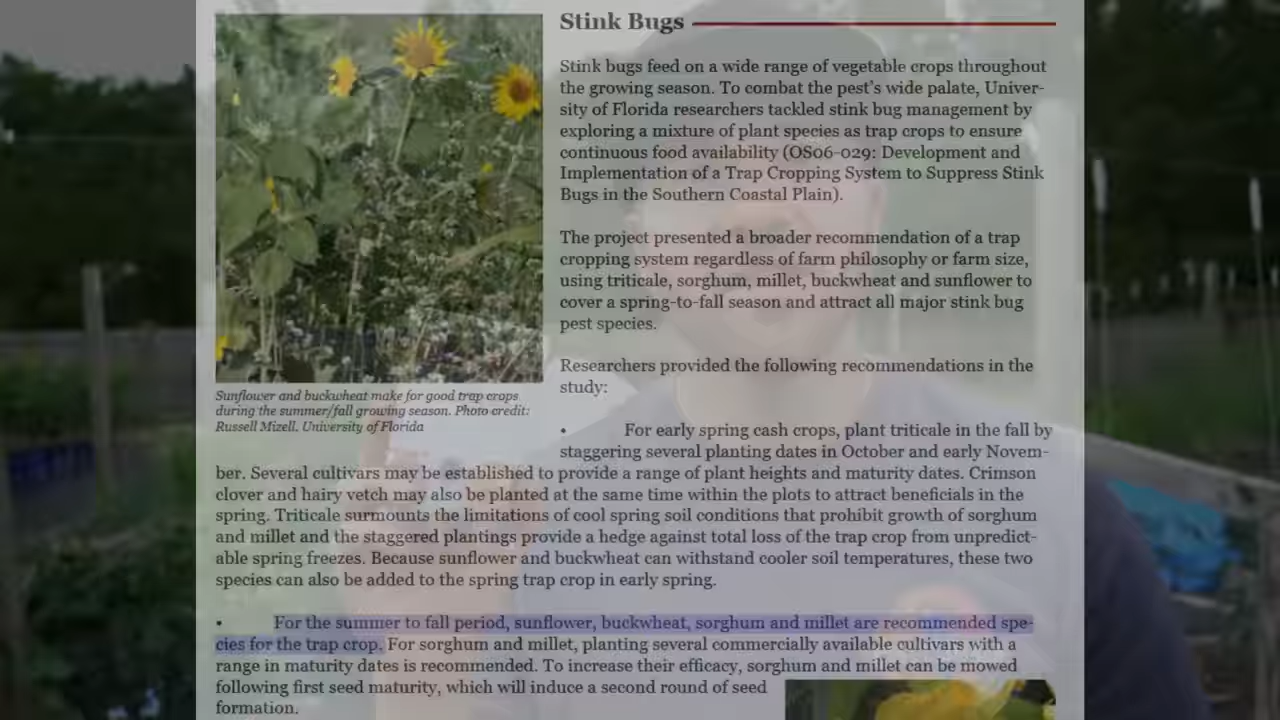 Stink Bugs
Stink bugs feed on a wide range of vegetable crops throughout
the growing season. To combat the pest's wide palate, Univer-
sity of Florida researchers tackled stink bug management by
exploring a mixture of plant species as trap crops to ensure
continuous food availability (OS06-029: Development and
Implementation of a Trap Cropping System to Suppress Stink
Bugs in the Southern Coastal Plain).
The project presented a broader recommendation of a trap
cropping system regardless of farm philosophy or farm size,
using triticale, sorghum, millet, buckwheat and sunflower to
cover a spring-to-fall season and attract all major stink bug
pest species.
Researchers provided the following recommendations in the
study:
Sunflower and buckwheat make for good trap crops
during the summer/fall growing season. Photo credit:
Russell Mizell, University of Florida
• For early spring cash crops, plant triticale in the fall by
staggering several planting dates in October and early Novem-
ber. Several cultivars may be established to provide a range of plant heights and maturity dates. Crimson
clover and hairy vetch may also be planted at the same time within the plots to attract beneficials in the
spring. Triticale surmounts the limitations of cool spring soil conditions that prohibit growth of sorghum
and millet and the staggered plantings provide a hedge against total loss of the trap crop from unpredict-
able spring freezes. Because sunflower and buckwheat can withstand cooler soil temperatures, these two
species can also be added to the spring trap crop in early spring.
• For the summer to fall period, sunflower, buckwheat, sorghum and millet are recommended spe-
cies for the trap crop. For sorghum and millet, planting several commercially available cultivars with a
range in maturity dates is recommended. To increase their efficacy, sorghum and millet can be mowed
following first seed maturity, which will induce a second round of seed
formation.